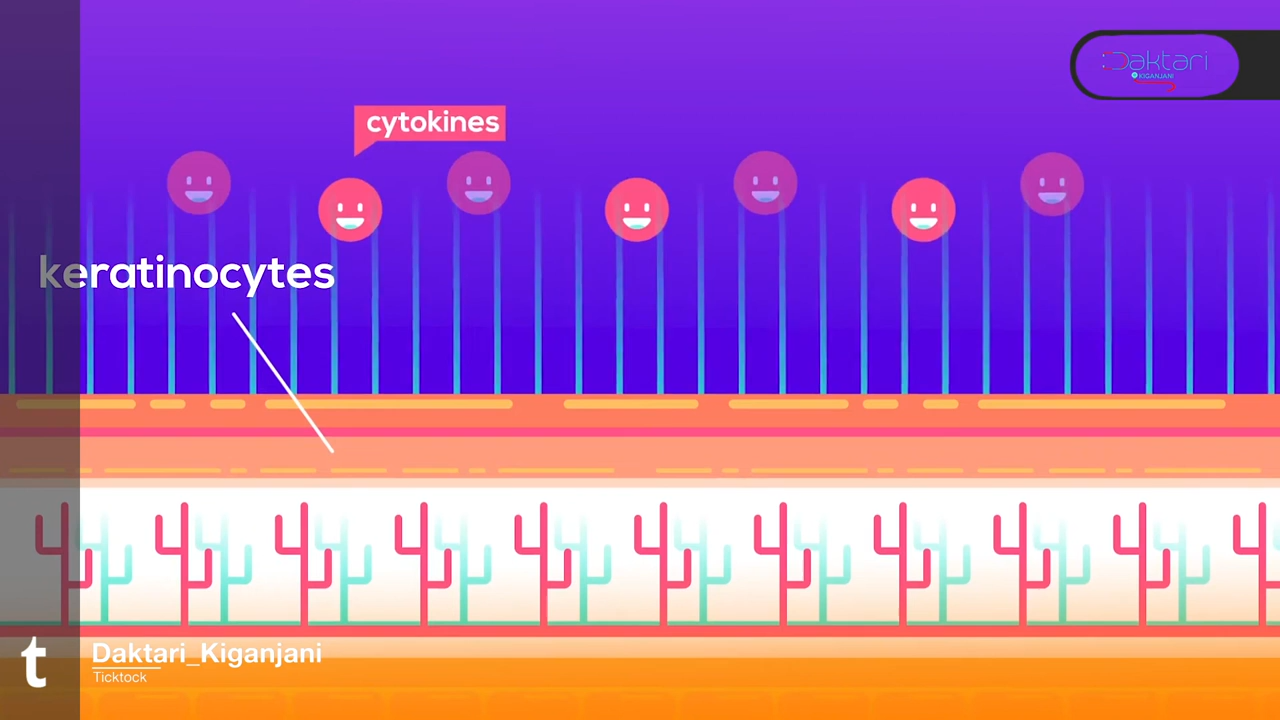 Daktari
KIGANJANI
cytokines
keratinocytes
t
Daktari_Kiganjani
Ticktock